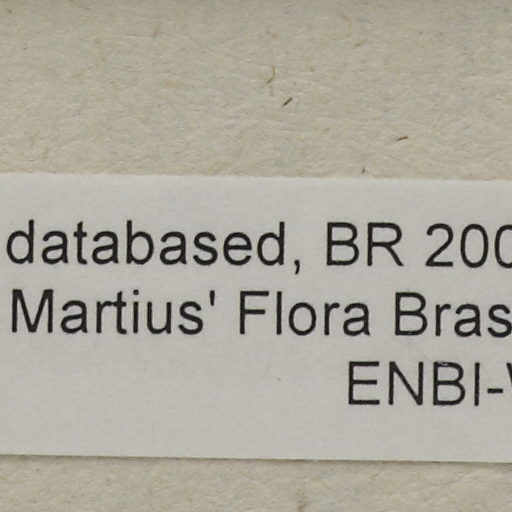 databased, BR 200
Martius' Flora Bras
ENBI-